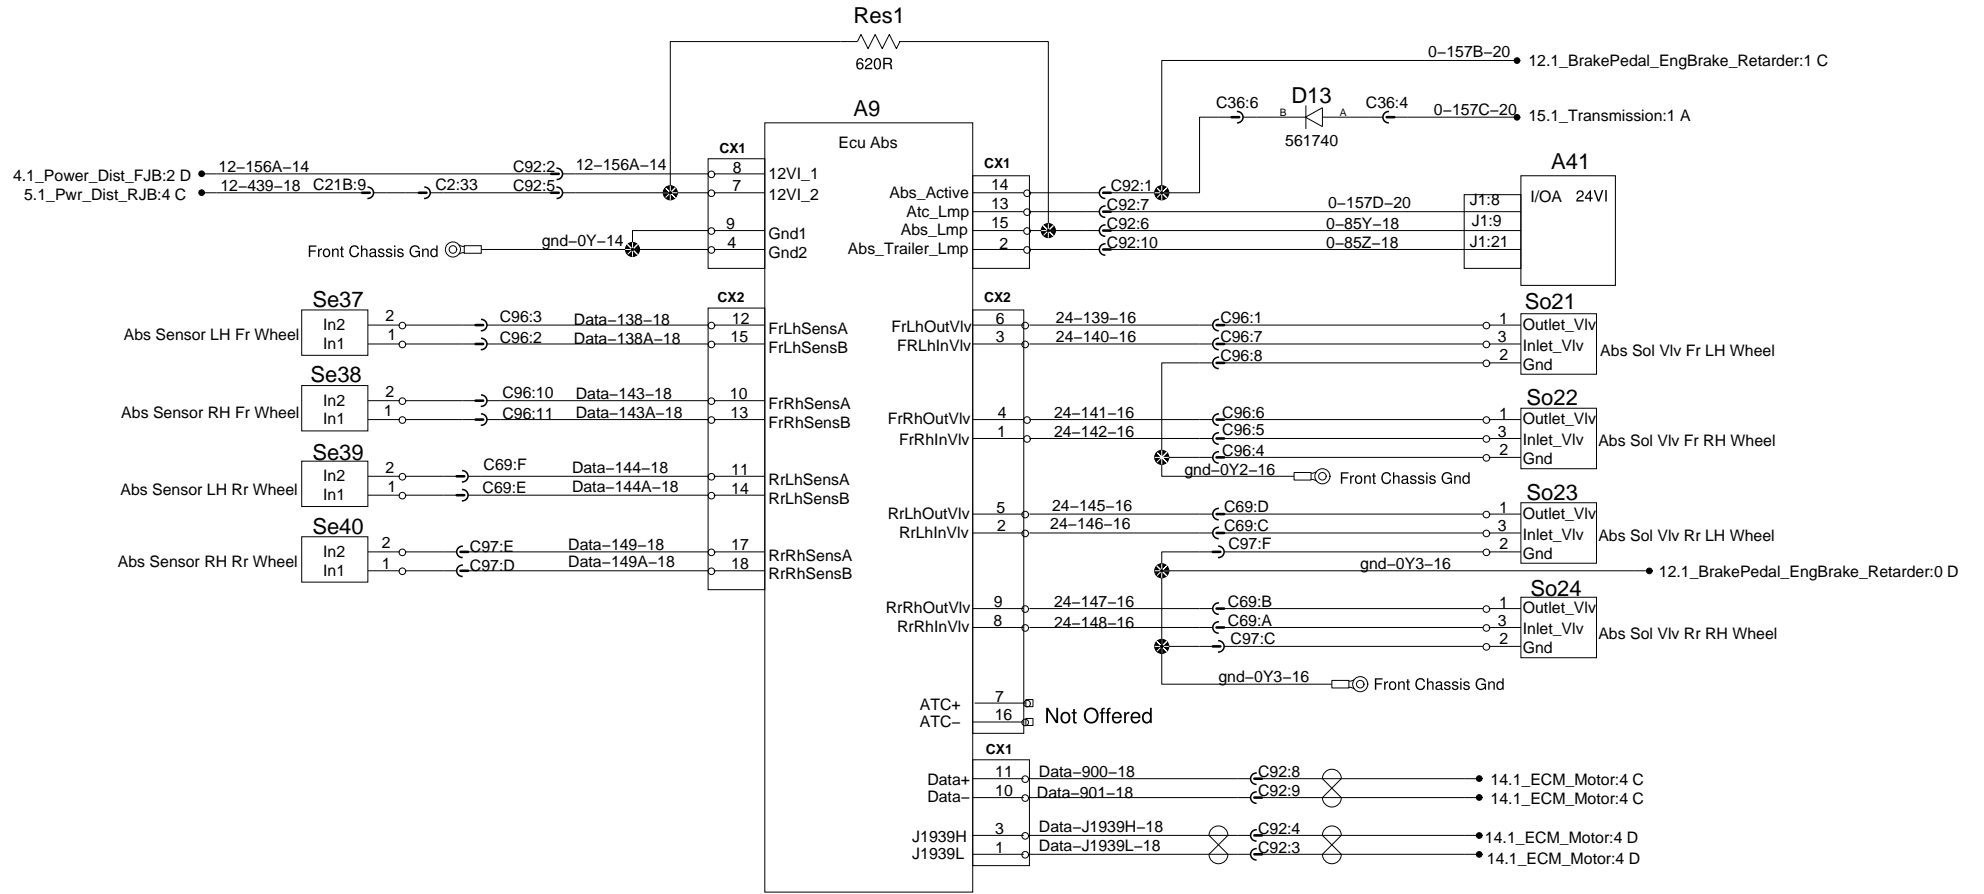 Res1
620R
0-157B-20
12.1_BrakePedal_EngBrake_Retarder:1 C
C36:6
D13
B
A
561740
C36:4
0-157C-20
15.1_Transmission:1 A
A9
Ecu Abs
4.1_Power_Dist_FJB:2 D
12-156A-14
C92:2
12-156A-14
5.1_Pwr_Dist_RJB:4 C
12-439-18
C21B:9
C2:33
C92:5
CX1
8
12VI_1
7
12VI_2
9
Gnd1
4
Gnd2
Front Chassis Gnd
gnd-0Y-14
CX1
Abs_Active
14
C92:1
Atc_Lmp
13
C92:7
0-157D-20
Abs_Lmp
15
C92:6
0-85Y-18
Abs_Trailer_Lmp
2
C92:10
0-85Z-18
A41
J1:8
J1:9
J1:21
I/OA 24VI
Se37
Abs Sensor LH Fr Wheel
In2
2
C96:3
Data-138-18
In1
1
C96:2
Data-138A-18
Se38
Abs Sensor RH Fr Wheel
In2
2
C96:10
Data-143-18
In1
1
C96:11
Data-143A-18
Se39
Abs Sensor LH Rr Wheel
In2
2
C69:F
Data-144-18
In1
1
C69:E
Data-144A-18
Se40
Abs Sensor RH Rr Wheel
In2
2
C97:E
Data-149-18
In1
1
C97:D
Data-149A-18
CX2
12
FrLhSensA
15
FrLhSensB
10
FrRhSensA
13
FrRhSensB
11
RrLhSensA
14
RrLhSensB
17
RrRhSensA
18
RrRhSensB
CX2
FrLhOutVlv
6
24-139-16
C96:1
FRLhInVlv
3
24-140-16
C96:7
C96:8
So21
1
Outlet_Vlv
3
Inlet_Vlv
2
Gnd
Abs Sol Vlv Fr LH Wheel
FrRhOutVlv
4
24-141-16
C96:6
FrRhInVlv
1
24-142-16
C96:5
C96:4
gnd-0Y2-16
Front Chassis Gnd
So22
1
Outlet_Vlv
3
Inlet_Vlv
2
Gnd
Abs Sol Vlv Fr RH Wheel
RrLhOutVlv
5
24-145-16
C69:D
RrLhInVlv
2
24-146-16
C69:C
C97:F
So23
1
Outlet_Vlv
3
Inlet_Vlv
2
Gnd
Abs Sol Vlv Rr LH Wheel
gnd-0Y3-16
12.1_BrakePedal_EngBrake_Retarder:0 D
RrRhOutVlv
9
24-147-16
C69:B
RrRhInVlv
8
24-148-16
C69:A
C97:C
So24
1
Outlet_Vlv
3
Inlet_Vlv
2
Gnd
Abs Sol Vlv Rr RH Wheel
gnd-0Y3-16
Front Chassis Gnd
ATC+
7
ATC-
16
Not Offered
CX1
Data+
11
Data-900-18
C92:8
14.1_ECM_Motor:4 C
Data-
10
Data-901-18
C92:9
14.1_ECM_Motor:4 C
J1939H
3
Data-J1939H-18
C92:4
14.1_ECM_Motor:4 D
J1939L
1
Data-J1939L-18
C92:3
14.1_ECM_Motor:4 D